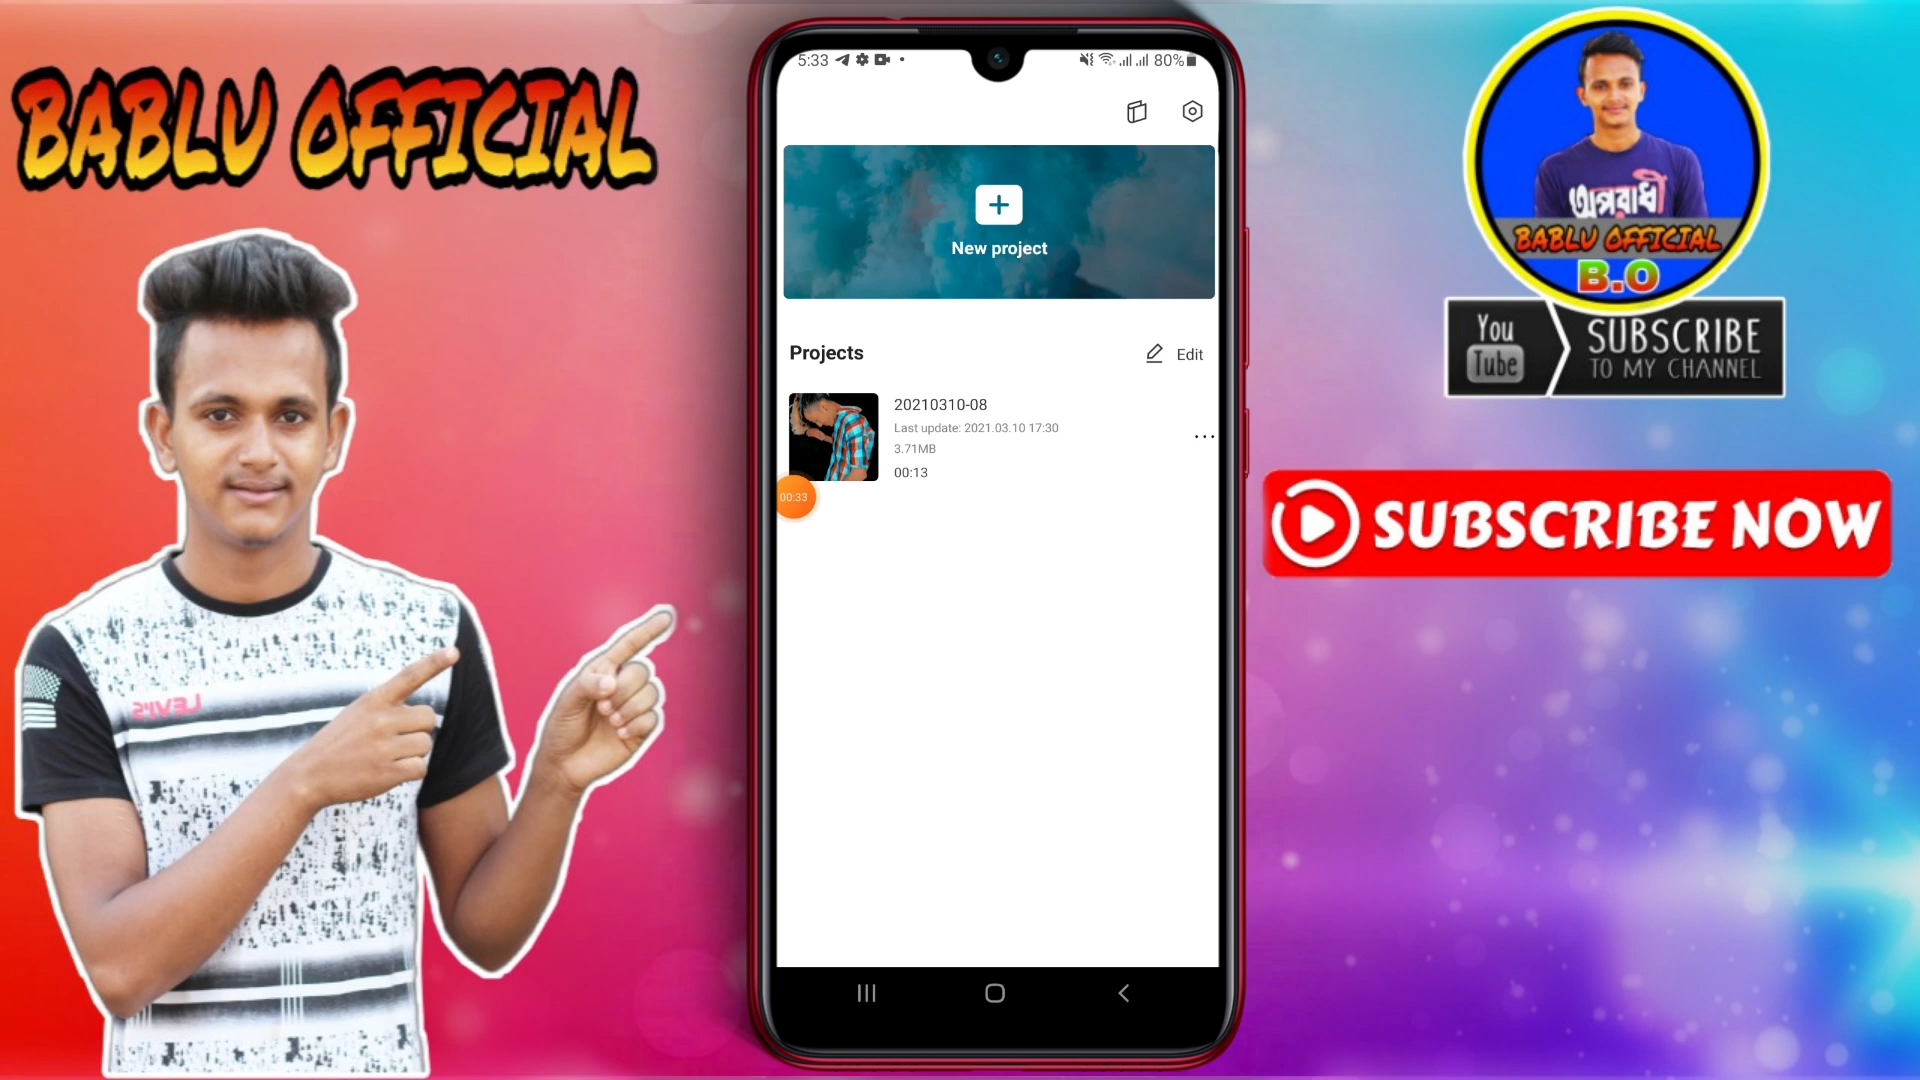 BABLU OFFICIAL
5:33
80%
New project
Projects
Edit
20210310-08
Last update: 2021.03.10 17:30
3.71MB
00:13
00:33
LEVI'S
অপরাধী
BABLU OFFICIAL
B.O
You
Tube
SUBSCRIBE
TO MY CHANNEL
SUBSCRIBE NOW